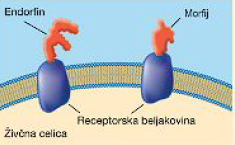 Endorfin
Morfij
Receptorska beljakovina
Živčna celica